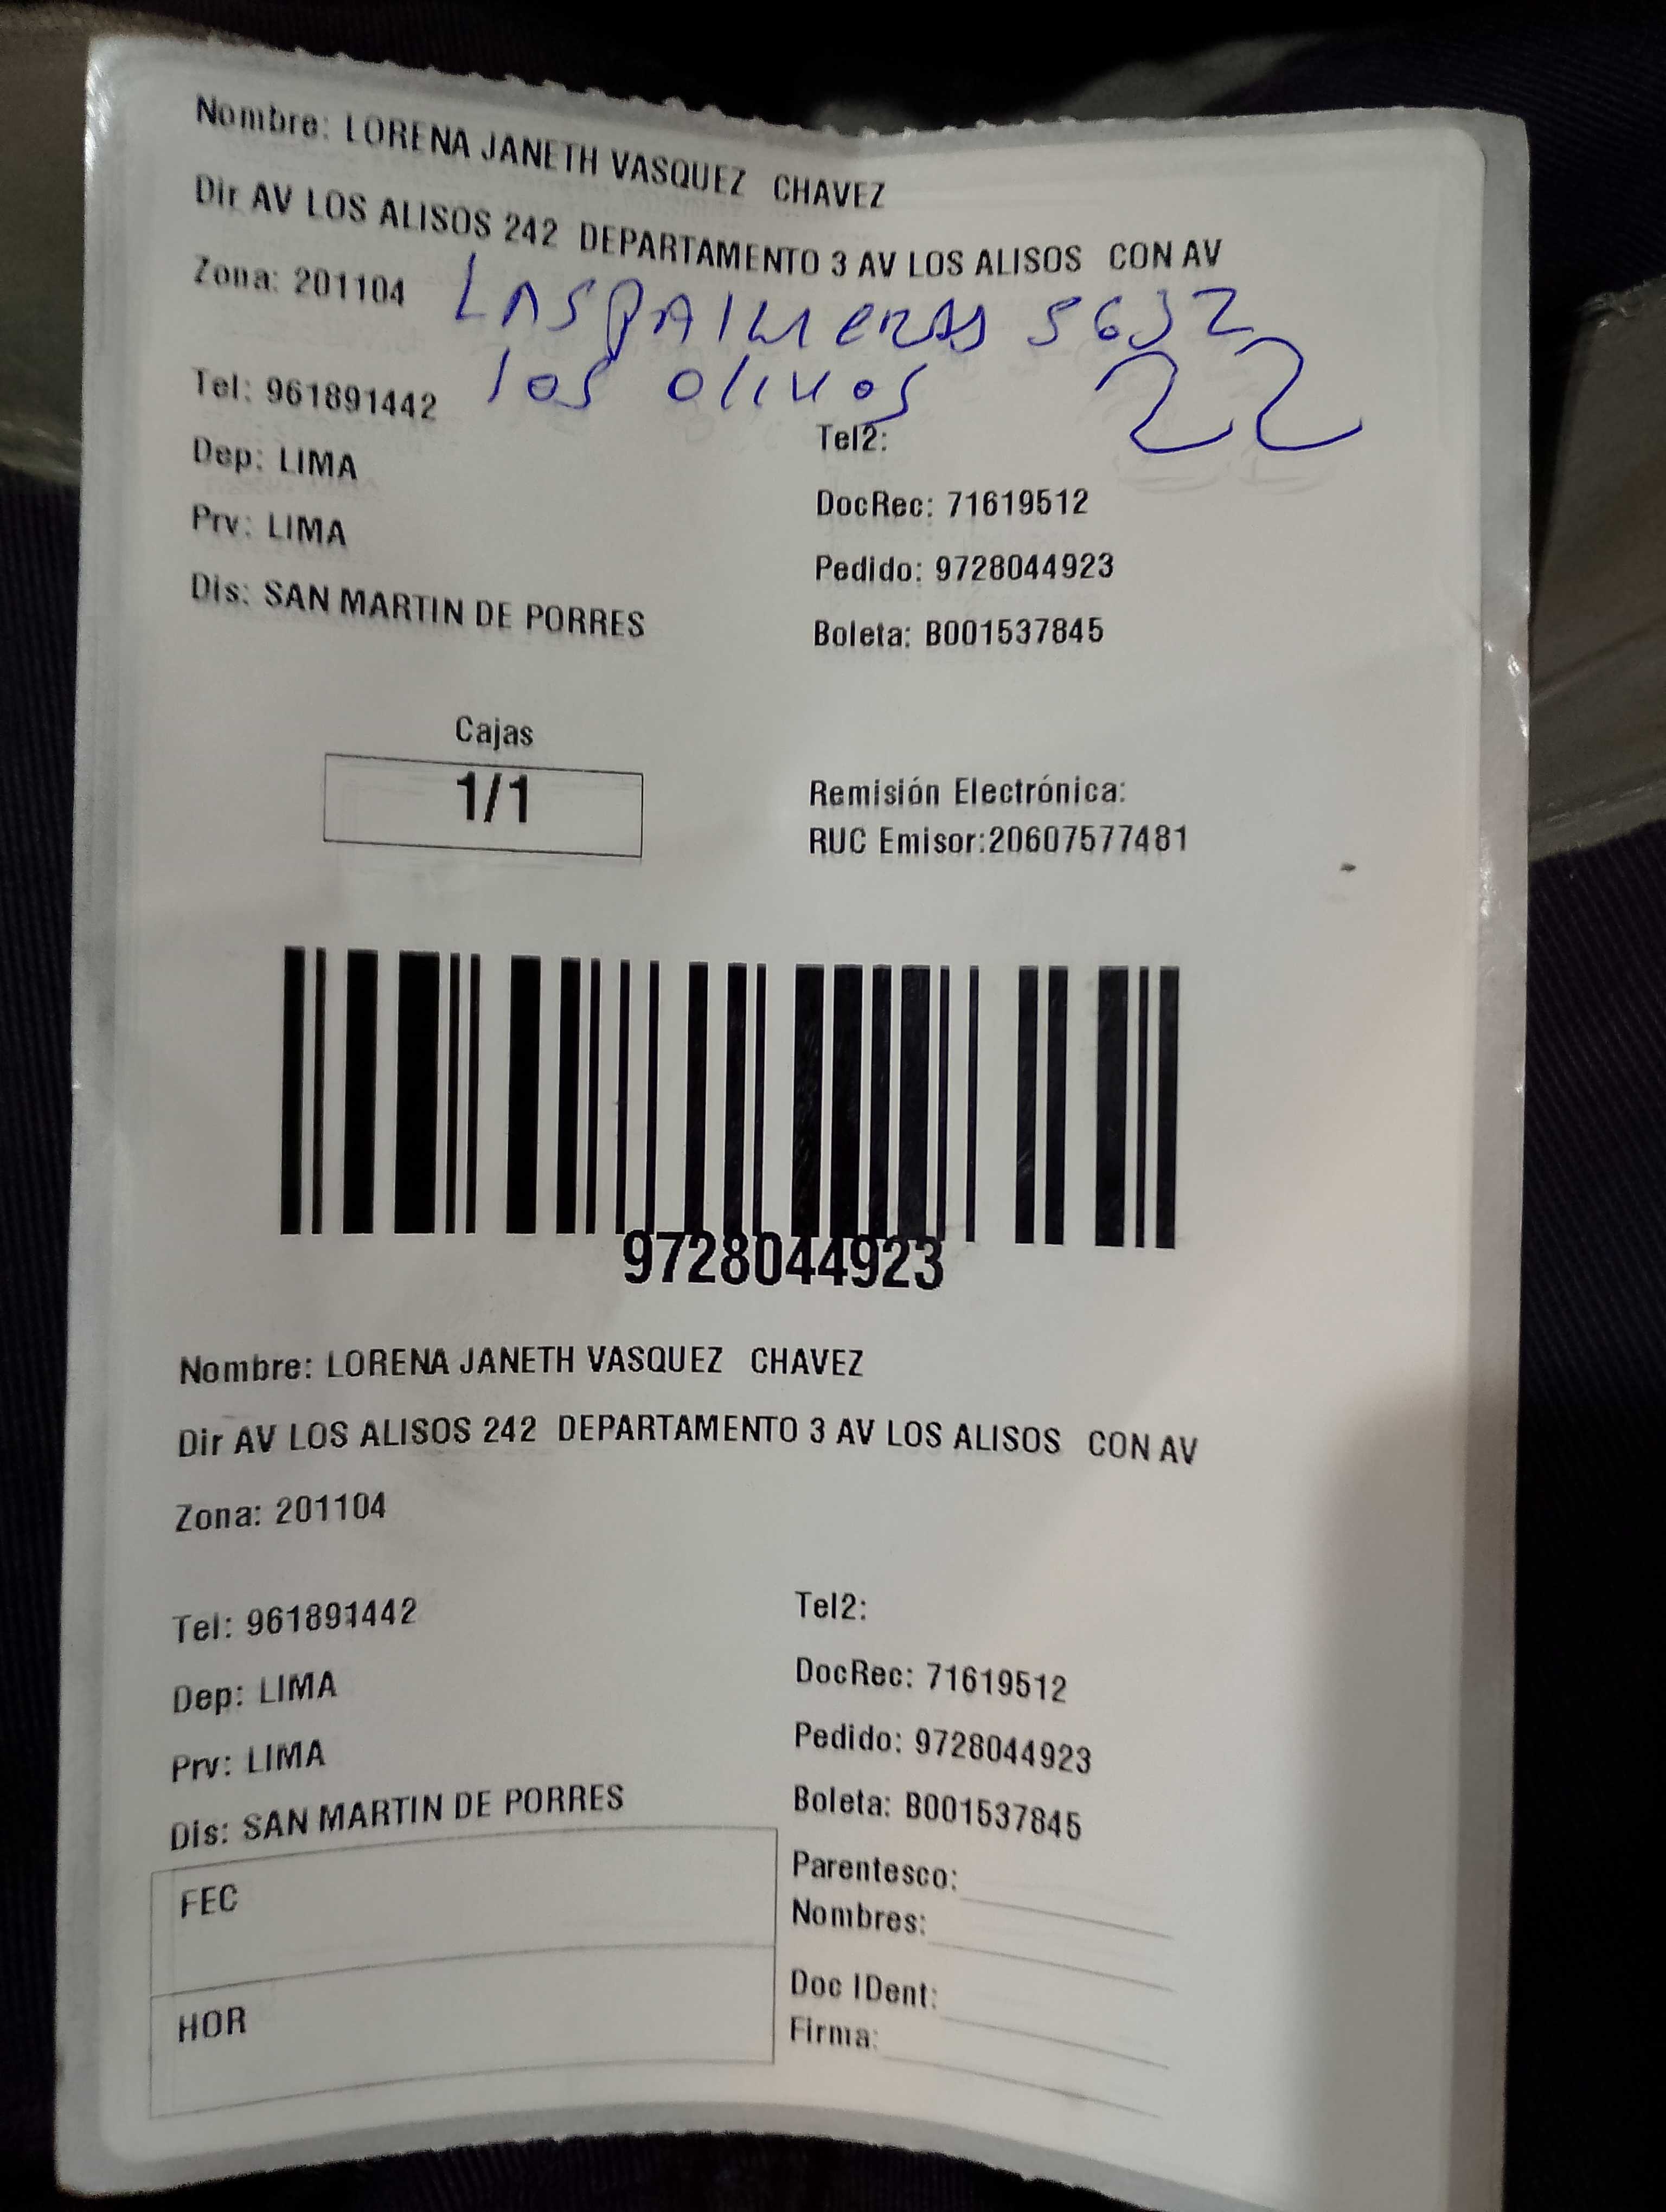 Nombre: LORENA JANETH VASQUEZ CHAVEZ
Dir AV LOS ALISOS 242 DEPARTAMENTO 3 AV LOS ALISOS CON AV
Zona: 201104
LAS PALMERAS 5632
los olivos
22
Tel: 961891442
Tel2:
Dep: LIMA
DocRec: 71619512
Prv: LIMA
Pedido: 9728044923
Dis: SAN MARTIN DE PORRES
Boleta: B001537845
Cajas
1/1
Remisión Electrónica:
RUC Emisor:20607577481
9728044923
Nombre: LORENA JANETH VASQUEZ CHAVEZ
Dir AV LOS ALISOS 242 DEPARTAMENTO 3 AV LOS ALISOS CON AV
Zona: 201104
Tel: 961891442
Tel2:
Dep: LIMA
DocRec: 71619512
Prv: LIMA
Pedido: 9728044923
Dis: SAN MARTIN DE PORRES
Boleta: B001537845
FEC
Parentesco:
Nombres:
HOR
Doc IDent:
Firma: